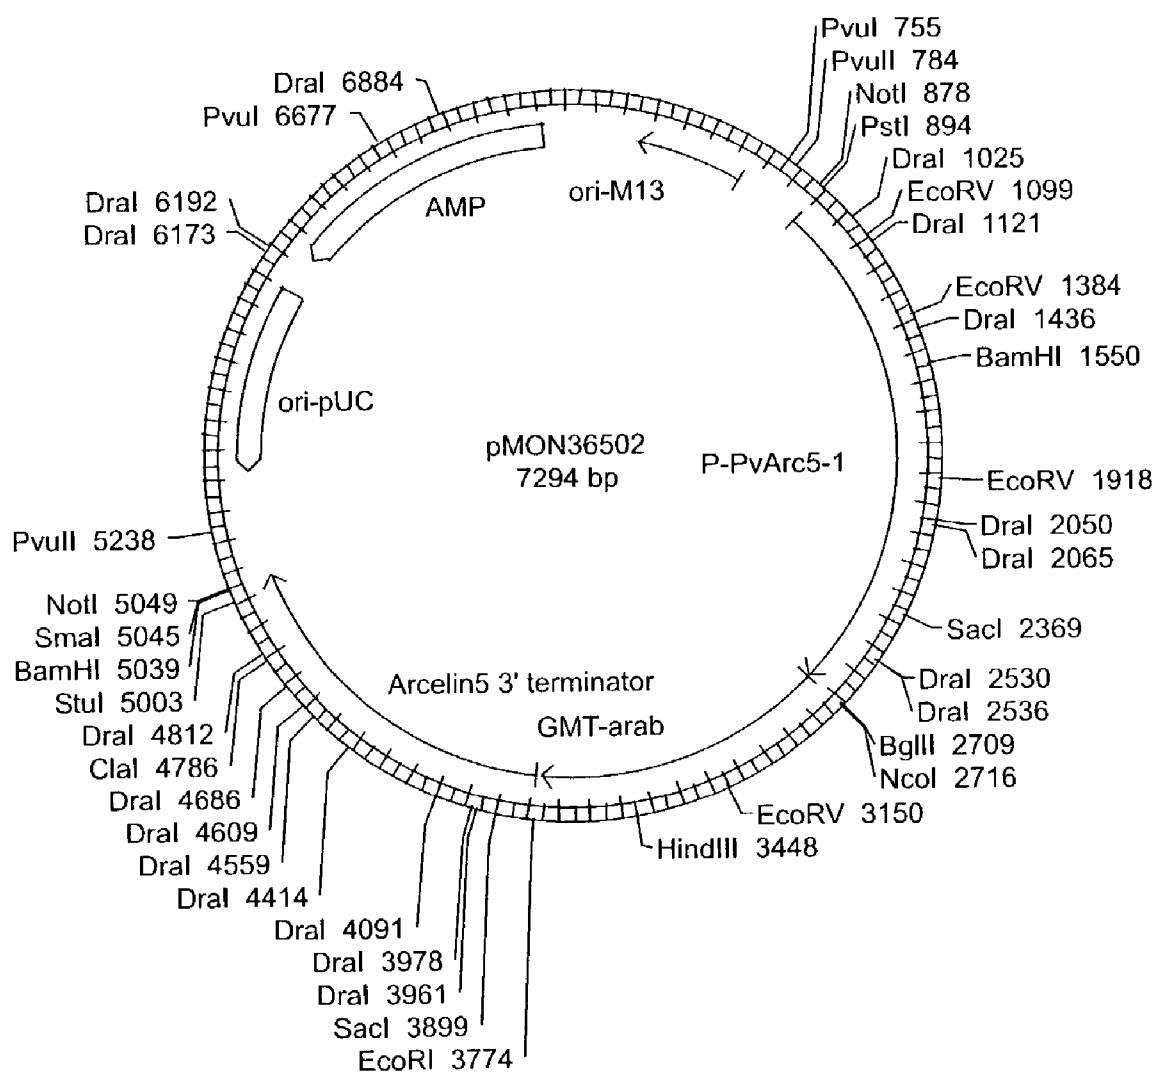 PvuI 755
PvuII 784
NotI 878
PstI 894
DraI 1025
EcoRV 1099
DraI 1121
EcoRV 1384
DraI 1436
BamHI 1550
EcoRV 1918
DraI 2050
DraI 2065
SacI 2369
DraI 2530
DraI 2536
BglII 2709
NcoI 2716
EcoRV 3150
HindIII 3448
EcoRI 3774
SacI 3899
DraI 3961
DraI 3978
DraI 4091
DraI 4414
DraI 4559
DraI 4609
DraI 4686
ClaI 4786
DraI 4812
StuI 5003
BamHI 5039
SmaI 5045
NotI 5049
PvuII 5238
DraI 6173
DraI 6192
PvuI 6677
DraI 6884
ori-M13
AMP
ori-pUC
pMON36502
7294 bp
P-PvArc5-1
Arcelin5 3' terminator
GMT-arab